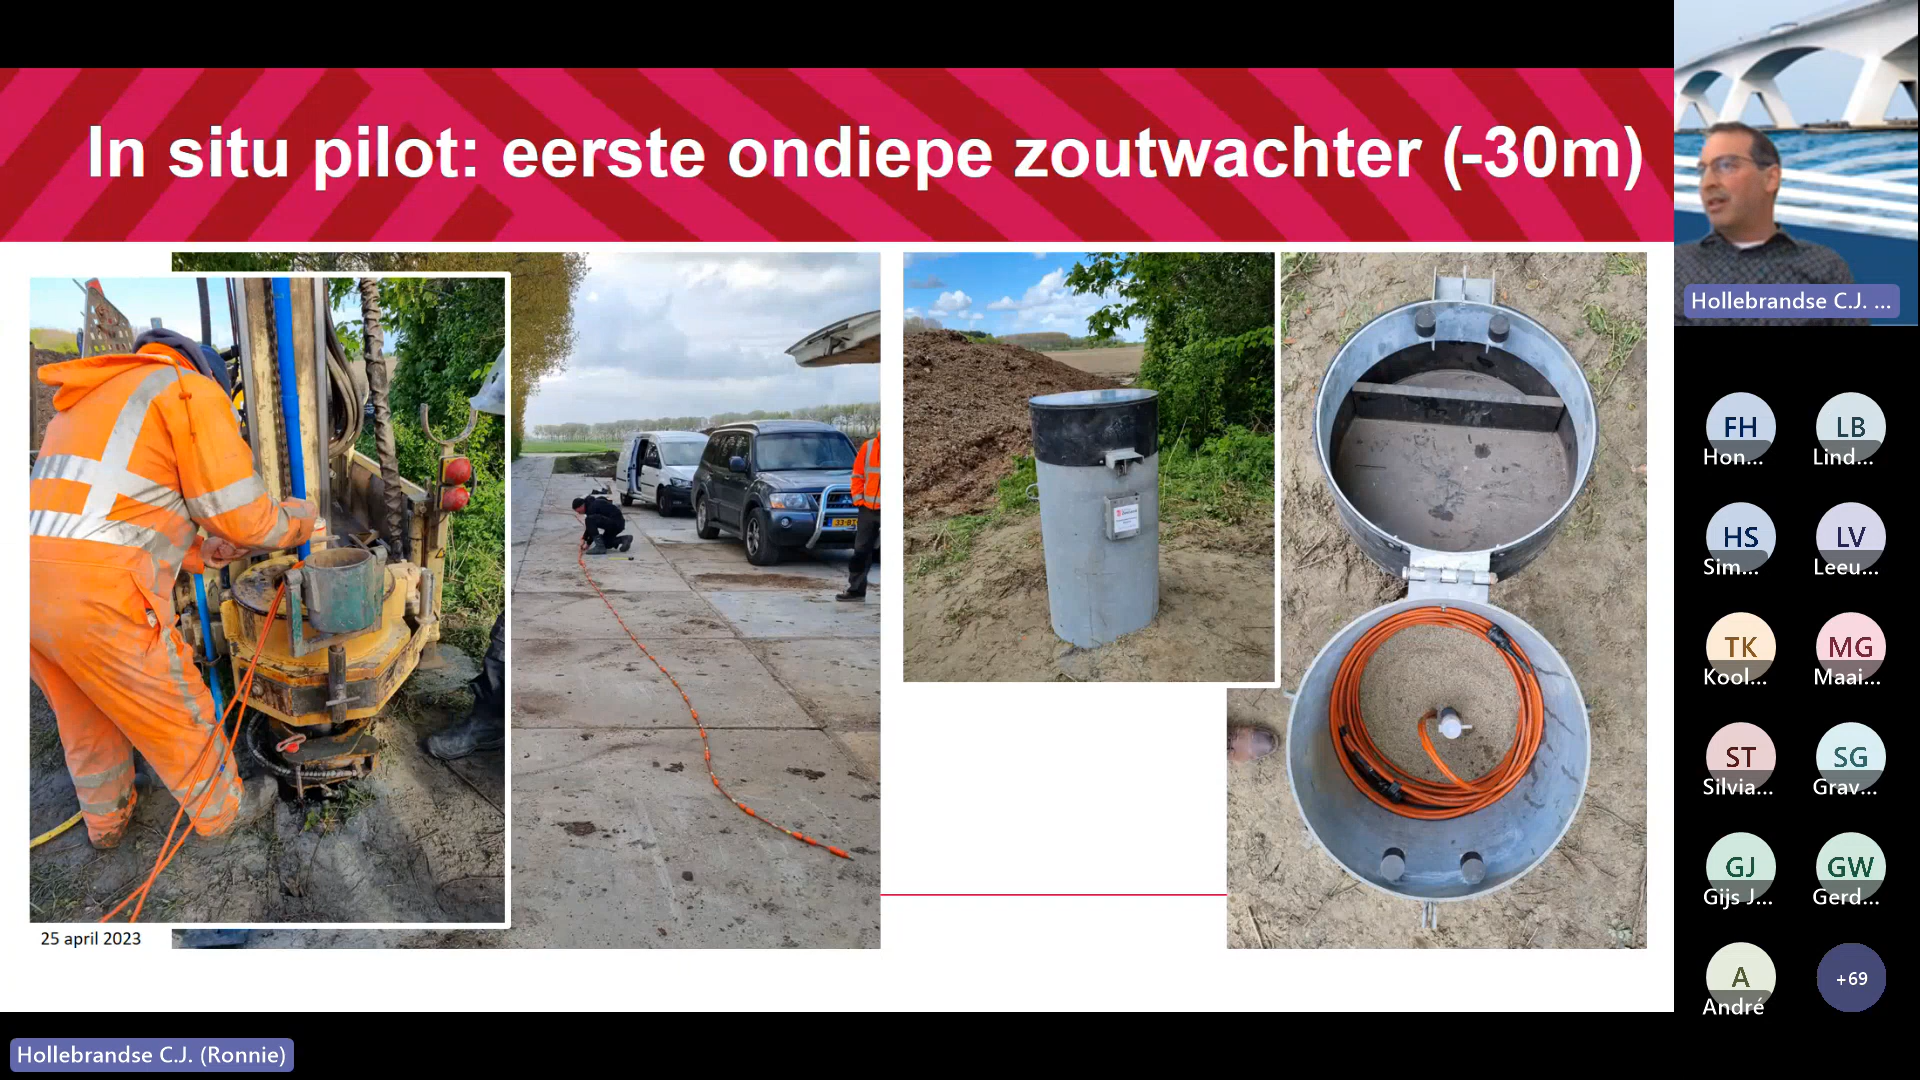 In situ pilot: eerste ondiepe zoutwachter (-30m)
25 april 2023
Hollebrandse C.J. ...
FH
Hon...
LB
Lind...
HS
Sim...
LV
Leeu...
TK
Kool...
MG
Maai...
ST
Silvia...
SG
Grav...
GJ
Gijs J...
GW
Gerd...
A
André
+69
Hollebrandse C.J. (Ronnie)